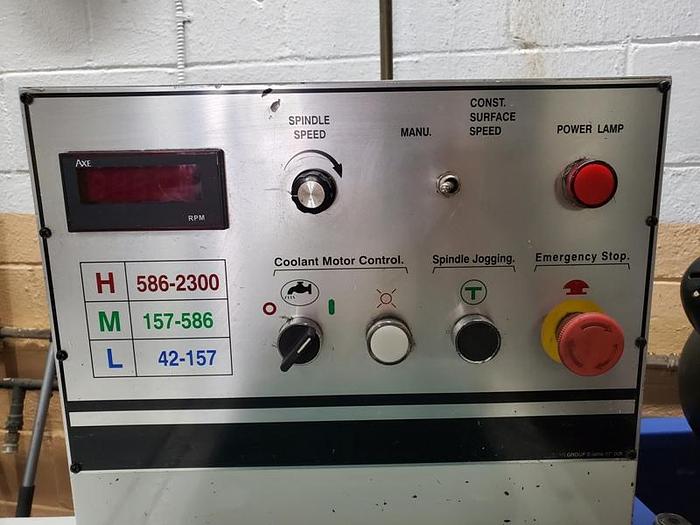 AXE
RPM
SPINDLE
SPEED
MANU.
CONST.
SURFACE
SPEED
POWER LAMP
H 586-2300
M 157-586
L 42-157
Coolant Motor Control.
Spindle Jogging.
Emergency Stop.
T